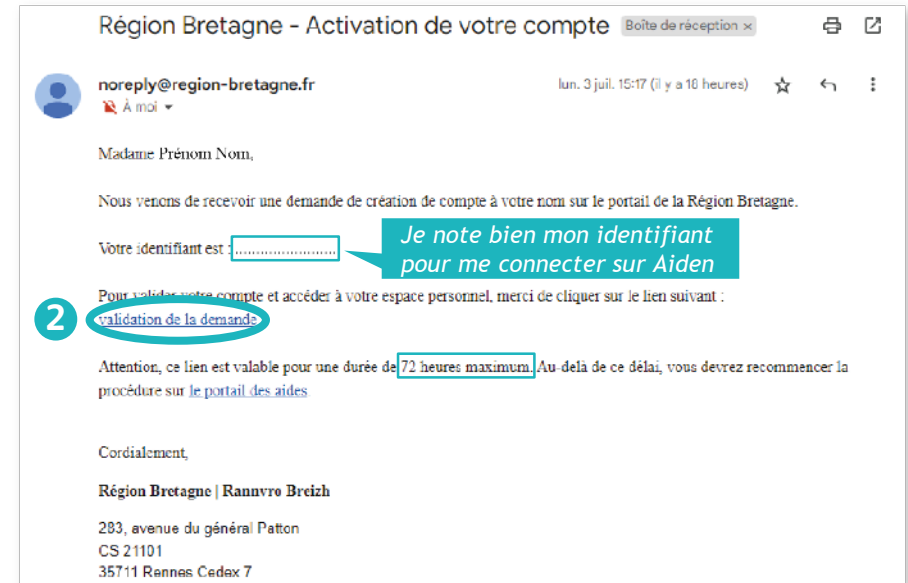 Région Bretagne - Activation de votre compte Boîte de réception ×
noreply@region-bretagne.fr lun. 3 juil. 15:17 (il y a 18 heures)
À moi
Madame Prénom Nom,
Nous venons de recevoir une demande de création de compte à votre nom sur le portail de la Région Bretagne.
Votre identifiant est : .........................
Je note bien mon identifiant
pour me connecter sur Aiden
Pour valider votre compte et accéder à votre espace personnel, merci de cliquer sur le lien suivant :
2 validation de la demande
Attention, ce lien est valable pour une durée de 72 heures maximum. Au-delà de ce délai, vous devrez recommencer la
procédure sur le portail des aides
Cordialement,
Région Bretagne | Rannvro Breizh
283, avenue du général Patton
CS 21101
35711 Rennes Cedex 7